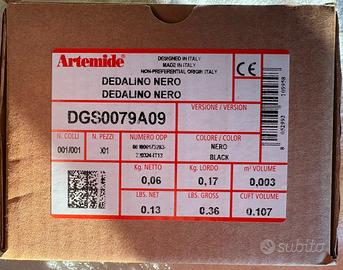 Artemide®
DESIGNED IN ITALY
MADE IN ITALY
NON-PREFERENTIAL ORIGIN ITALY
CE
DEDALINO NERO
DEDALINO NERO
DGS0079A09
VERSIONE / VERSION
N. COLLI
N. PEZZI
NUMERO ODP
COLORE / COLOR
001/001
X01
NERO
BLACK
Kg. NETTO
Kg. LORDO
m³ VOLUME
0,06
0,17
0,003
LBS. NET
LBS. GROSS
CUFT VOLUME
0.13
0.36
0.107
subito